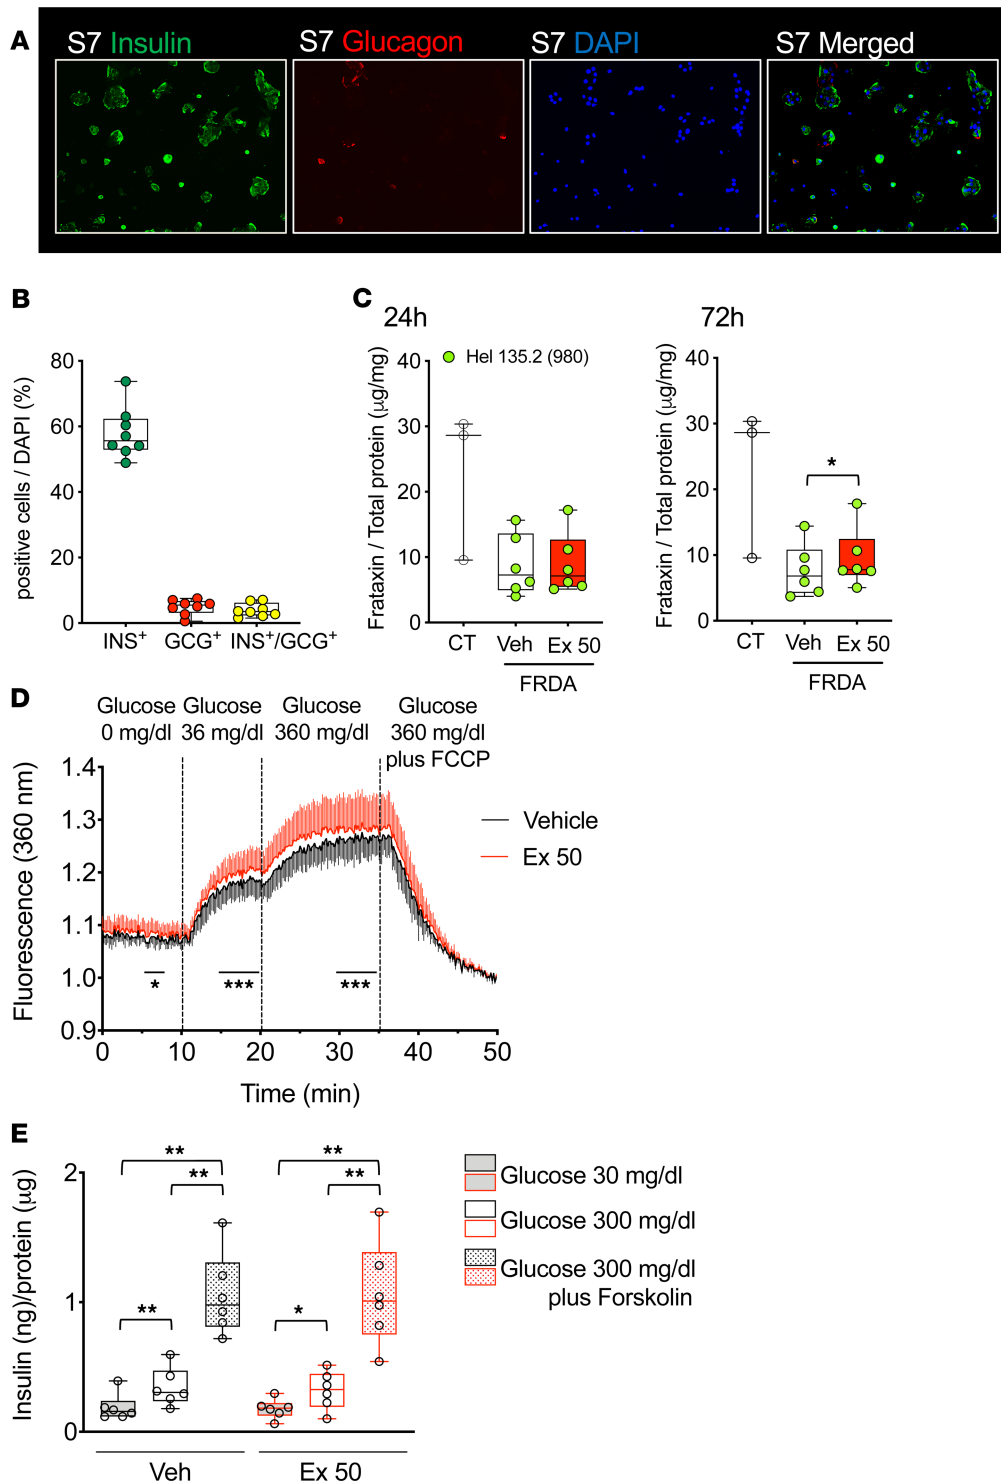 A
S7 Insulin
S7 Glucagon
S7 DAPI
S7 Merged
B
positive cells / DAPI (%)
80
60
40
20
0
INS+
GCG+
INS+/GCG+
C
24h
Hel 135.2 (980)
Frataxin / Total protein (µg/mg)
40
30
20
10
0
CT
Veh
Ex 50
FRDA
72h
Frataxin / Total protein (µg/mg)
40
30
20
10
0
*
CT
Veh
Ex 50
FRDA
D
Glucose
0 mg/dl
Glucose
36 mg/dl
Glucose
360 mg/dl
Glucose
360 mg/dl
plus FCCP
Fluorescence (360 nm)
1.4
1.3
1.2
1.1
1.0
0.9
Vehicle
Ex 50
*
***
***
0
10
20
30
40
50
Time (min)
E
Insulin (ng)/protein (µg)
2
1
0
**
**
**
**
**
*
Veh
Ex 50
Glucose 30 mg/dl
Glucose 300 mg/dl
Glucose 300 mg/dl
plus Forskolin